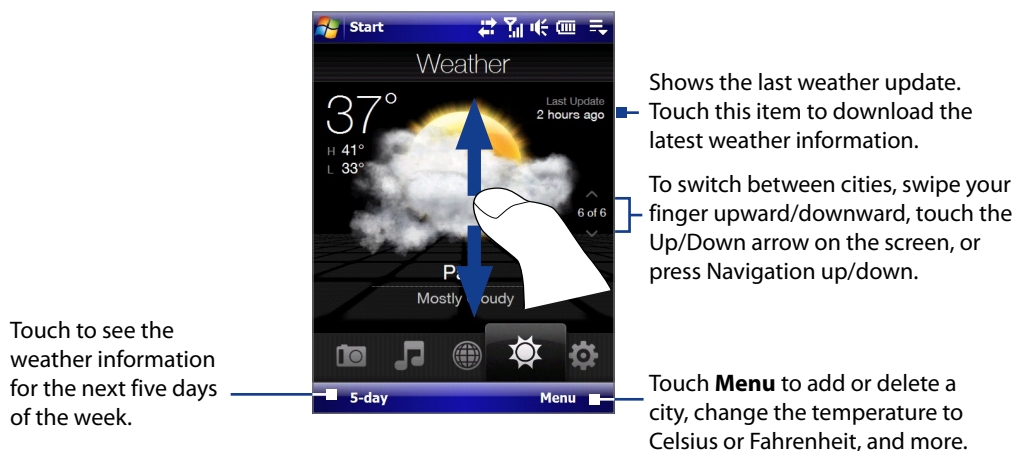 Start
Weather
37°
H 41°
L 33°
Last Update
2 hours ago
6 of 6
Mostly
5-day
Menu
Shows the last weather update.
Touch this item to download the
latest weather information.
To switch between cities, swipe your
finger upward/downward, touch the
Up/Down arrow on the screen, or
press Navigation up/down.
Touch to see the
weather information
for the next five days
of the week.
Touch Menu to add or delete a
city, change the temperature to
Celsius or Fahrenheit, and more.